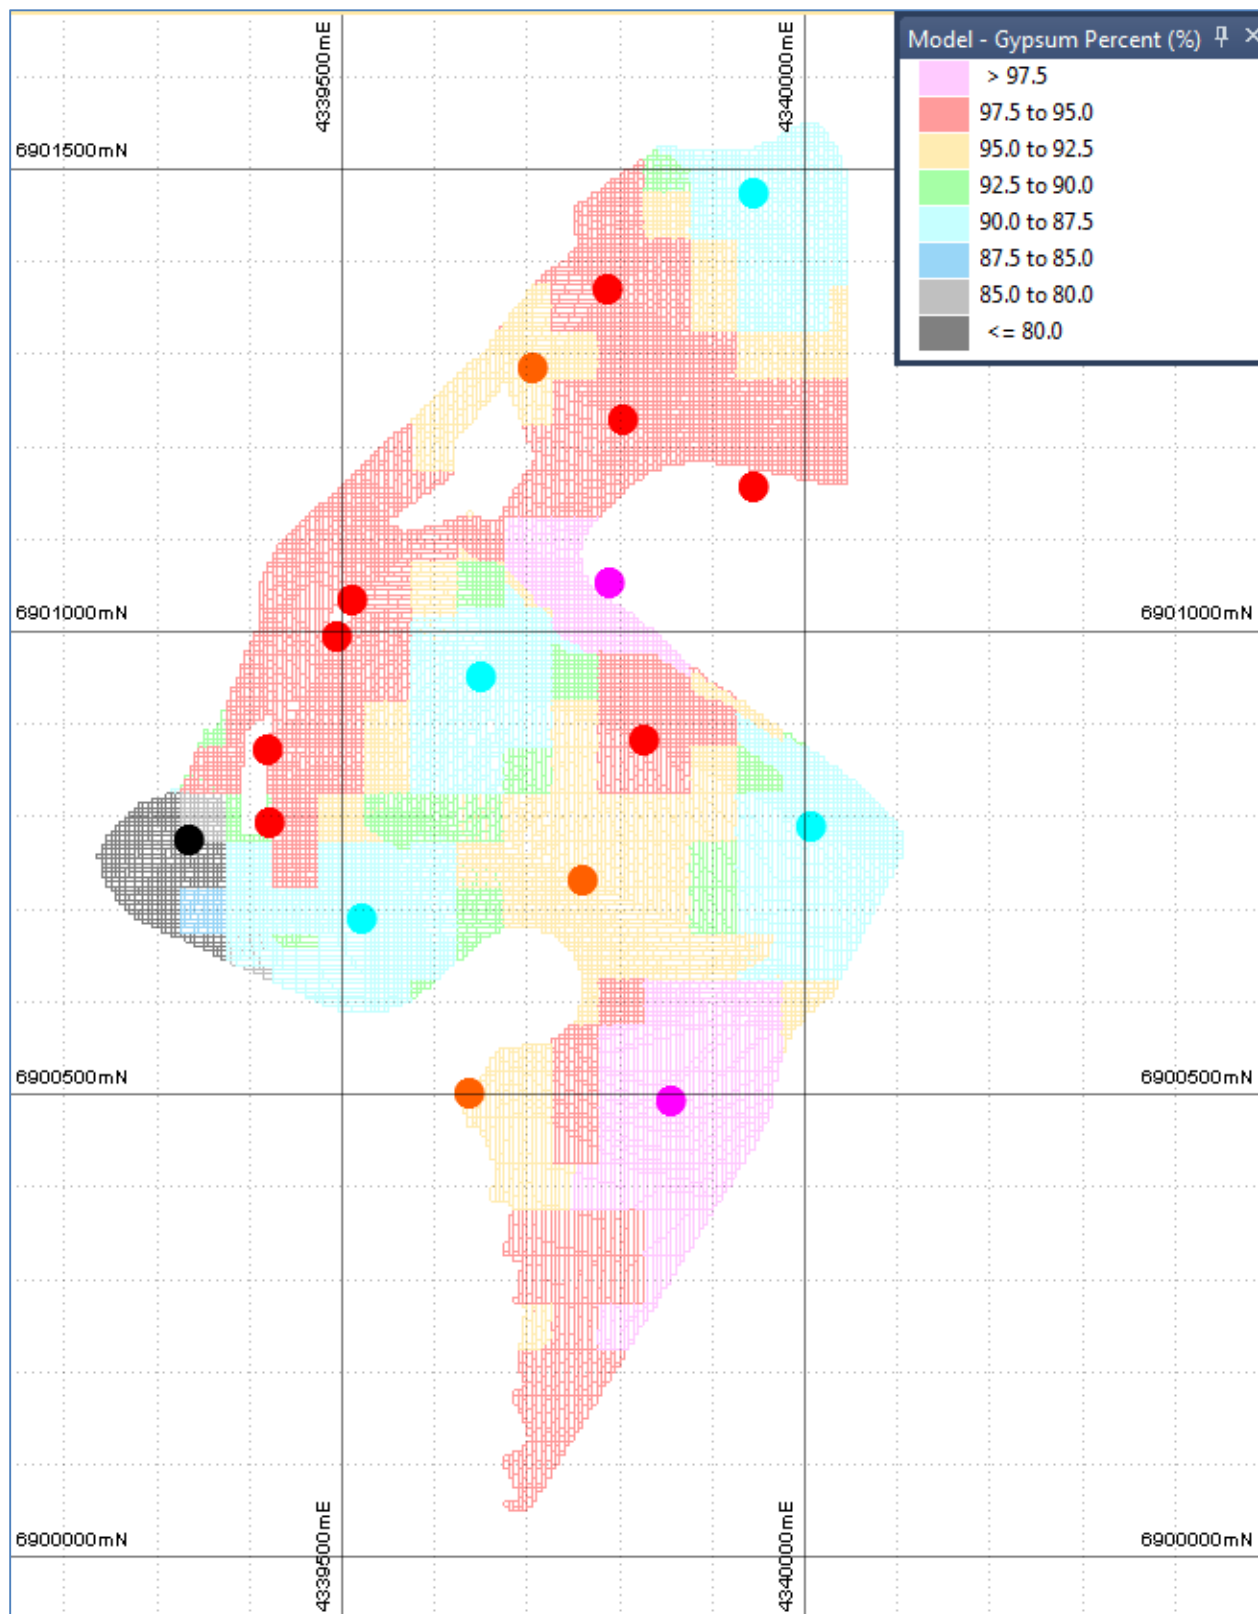 4339500mE
4340000mE
Model - Gypsum Percent (%)
> 97.5
97.5 to 95.0
95.0 to 92.5
92.5 to 90.0
90.0 to 87.5
87.5 to 85.0
85.0 to 80.0
<= 80.0
6901500mN
6901000mN
6901000mN
6900500mN
6900500mN
6900000mN
6900000mN
4339500mE
4340000mE